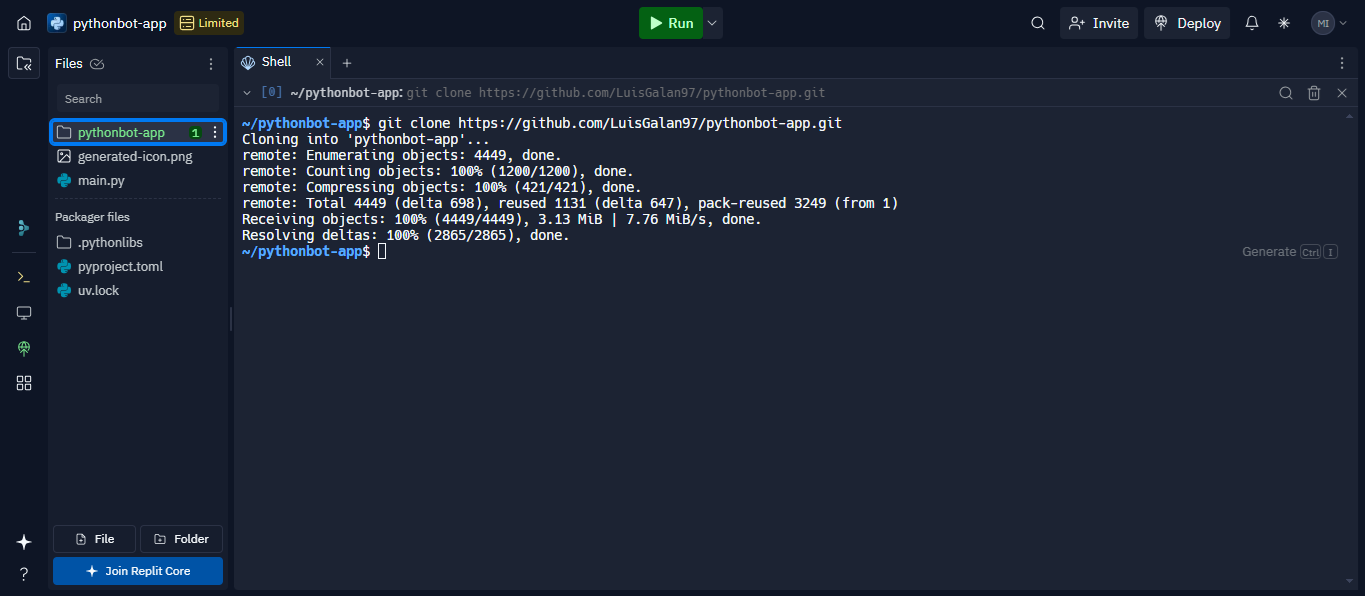 pythonbot-app Limited Run Invite Deploy MI
Files
Shell
Search
[0] ~/pythonbot-app: git clone https://github.com/LuisGalan97/pythonbot-app.git
pythonbot-app 1
generated-icon.png
main.py
Packager files
.pythonlibs
pyproject.toml
uv.lock
~/pythonbot-app$ git clone https://github.com/LuisGalan97/pythonbot-app.git
Cloning into 'pythonbot-app'...
remote: Enumerating objects: 4449, done.
remote: Counting objects: 100% (1200/1200), done.
remote: Compressing objects: 100% (421/421), done.
remote: Total 4449 (delta 698), reused 1131 (delta 647), pack-reused 3249 (from 1)
Receiving objects: 100% (4449/4449), 3.13 MiB | 7.76 MiB/s, done.
Resolving deltas: 100% (2865/2865), done.
~/pythonbot-app$
Generate Ctrl I
File Folder
Join Replit Core